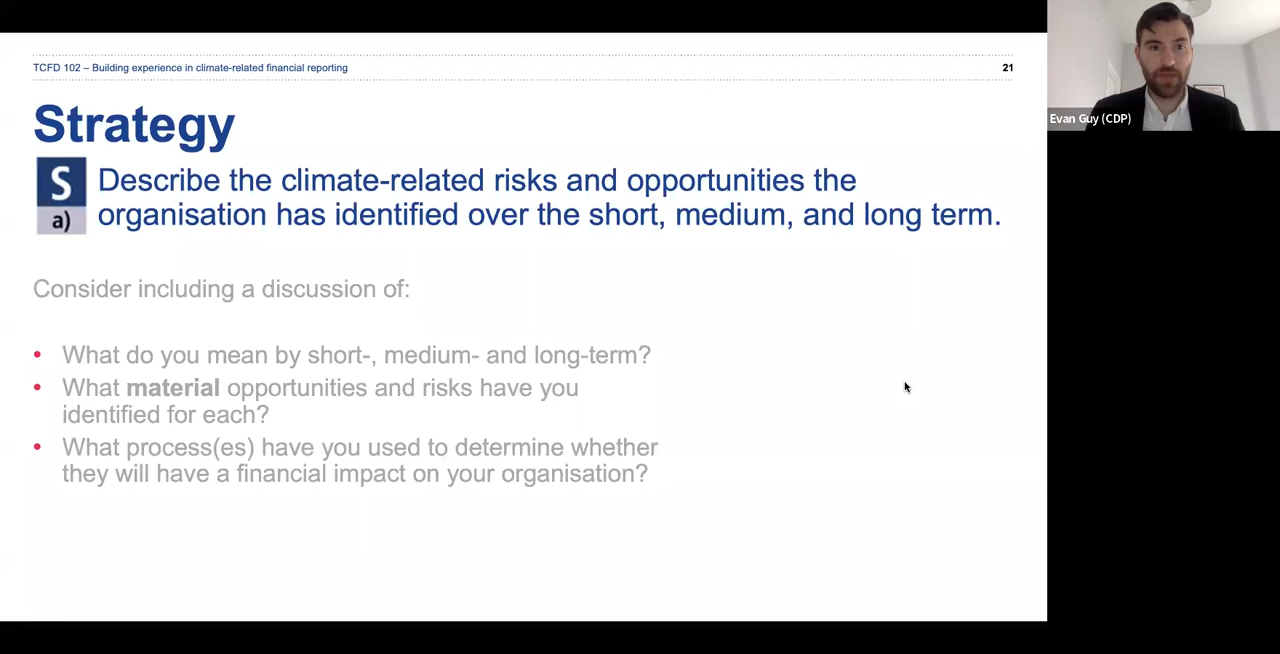 TCFD 102 – Building experience in climate-related financial reporting
21
Strategy
S
a)
Describe the climate-related risks and opportunities the
organisation has identified over the short, medium, and long term.
Consider including a discussion of:
• What do you mean by short-, medium- and long-term?
• What material opportunities and risks have you
identified for each?
• What process(es) have you used to determine whether
they will have a financial impact on your organisation?
Evan Guy (CDP)